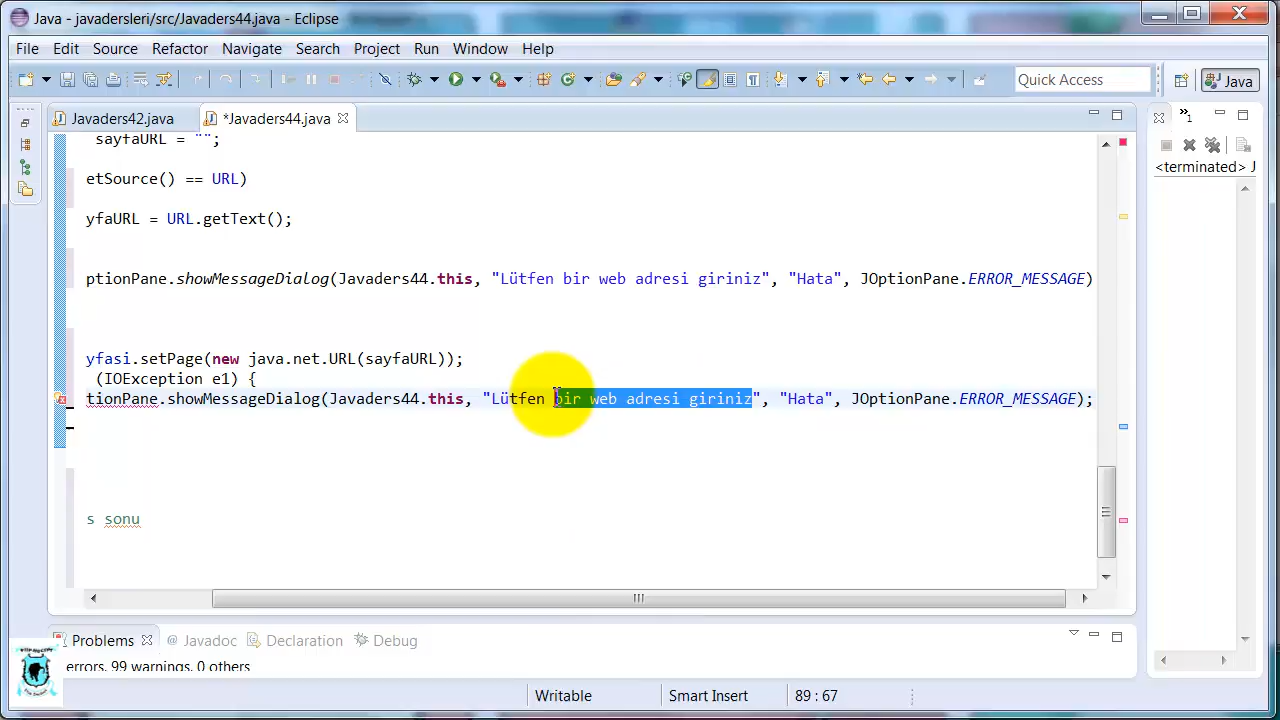 Java - javadersleri/src/Javaders44.java - Eclipse
File Edit Source Refactor Navigate Search Project Run Window Help
Quick Access
Java
Javaders42.java
*Javaders44.java
1
sayfaURL = "";
<terminated> J
etSource() == URL)
yfaURL = URL.getText();
ptionPane.showMessageDialog(Javaders44.this, "Lütfen bir web adresi giriniz", "Hata", JOptionPane.ERROR_MESSAGE)
yfasi.setPage(new java.net.URL(sayfaURL));
(IOException e1) {
tionPane.showMessageDialog(Javaders44.this, "Lütfen bir web adresi giriniz", "Hata", JOptionPane.ERROR_MESSAGE);
s sonu
Problems @ Javadoc Declaration Debug
errors, 99 warnings, 0 others
Writable Smart Insert 89 : 67